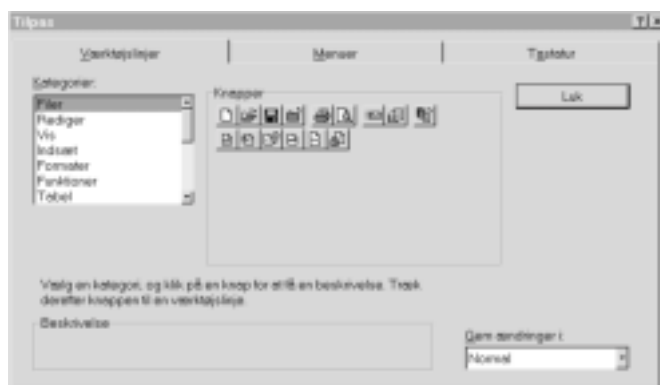 Tilpas
Værktøjslinjer
Menuer
Tastatur
Kategorier:
Filer
Rediger
Vis
Indsæt
Formater
Funktioner
Tabel
Knapper
Luk
Vælg en kategori, og klik på en knap for at få en beskrivelse. Træk
derefter knappen til en værktøjslinje.
Beskrivelse
Gem ændringer i:
Normal